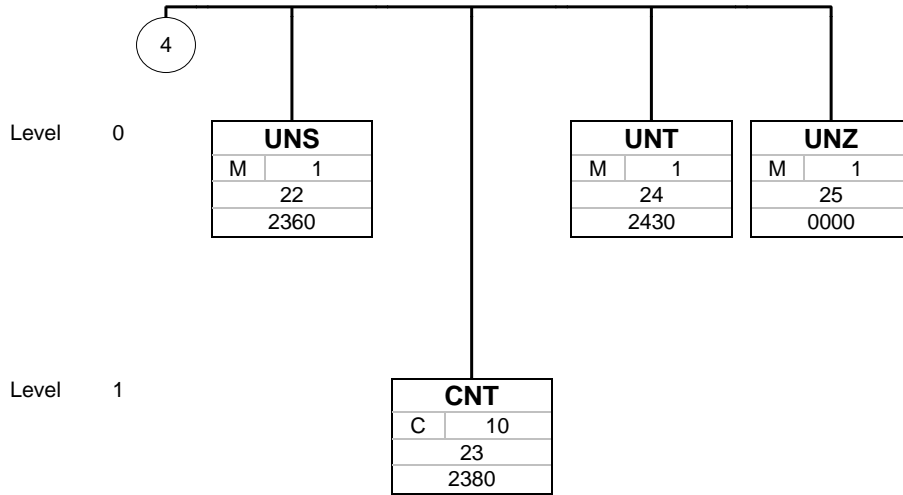 4
Level 0
UNS
M 1
22
2360
UNT
M 1
24
2430
UNZ
M 1
25
0000
Level 1
CNT
C 10
23
2380